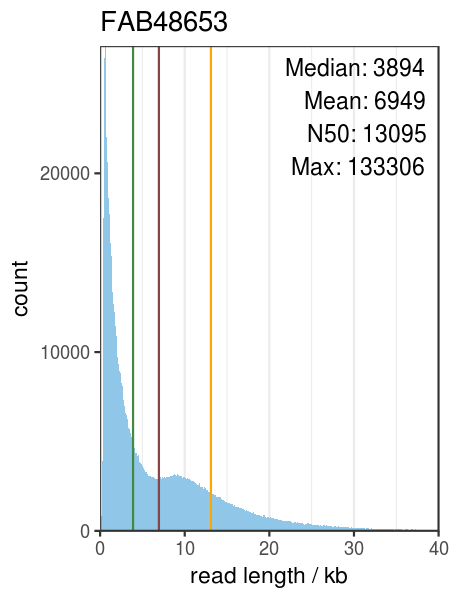 FAB48653
Median: 3894
Mean: 6949
N50: 13095
Max: 133306
20000
10000
0
count
0 10 20 30 40
read length / kb